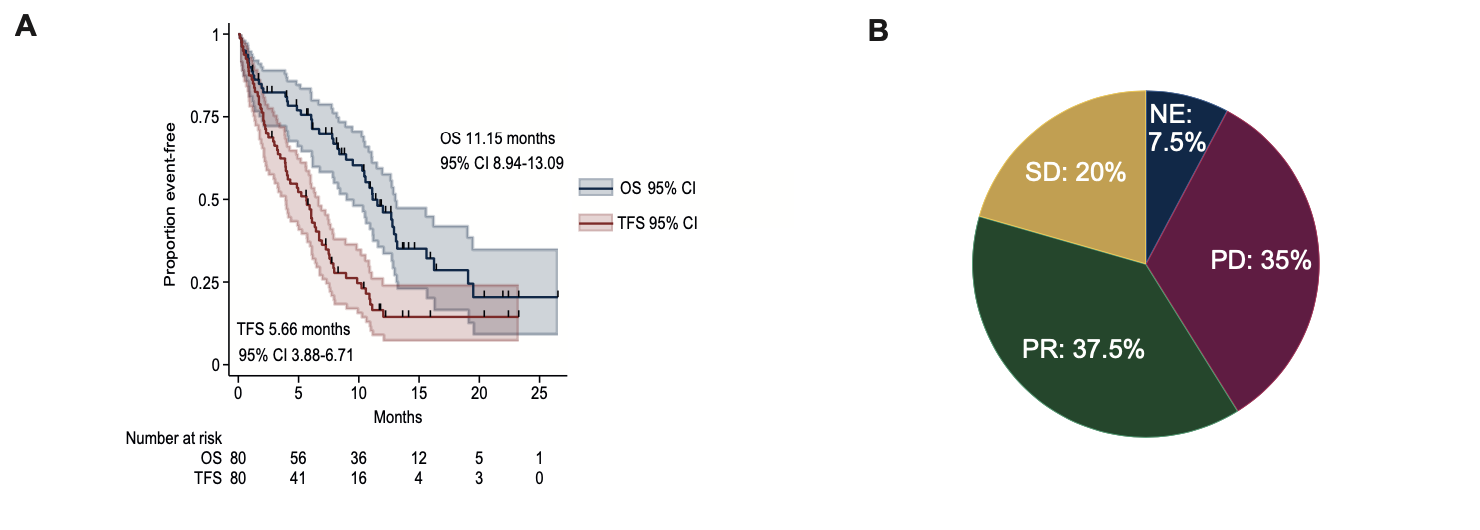 A
Proportion event-free
1
0.75
0.5
0.25
0
OS 11.15 months
95% CI 8.94-13.09
TFS 5.66 months
95% CI 3.88-6.71
OS 95% CI
TFS 95% CI
0 5 10 15 20 25
Months
Number at risk
OS 80 56 36 12 5 1
TFS 80 41 16 4 3 0
B
NE:
7.5%
SD: 20%
PD: 35%
PR: 37.5%